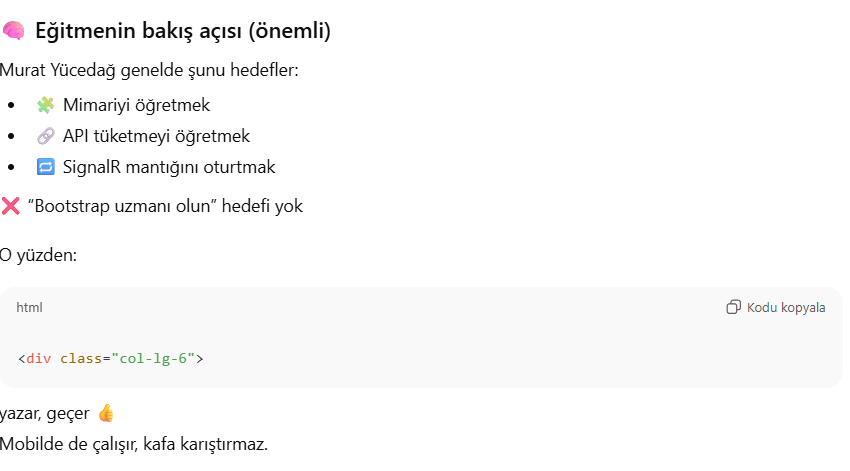 🧠 Eğitmenin bakış açısı (önemli)
Murat Yücedağ genelde şunu hedefler:
• 🧩 Mimariyi öğretmek
• 🔗 API tüketmeyi öğretmek
• 🔁 SignalR mantığını oturtmak
❌ “Bootstrap uzmanı olun” hedefi yok
O yüzden:
html
Kodu kopyala
<div class="col-lg-6">
yazar, geçer 👍
Mobilde de çalışır, kafa karıştırmaz.